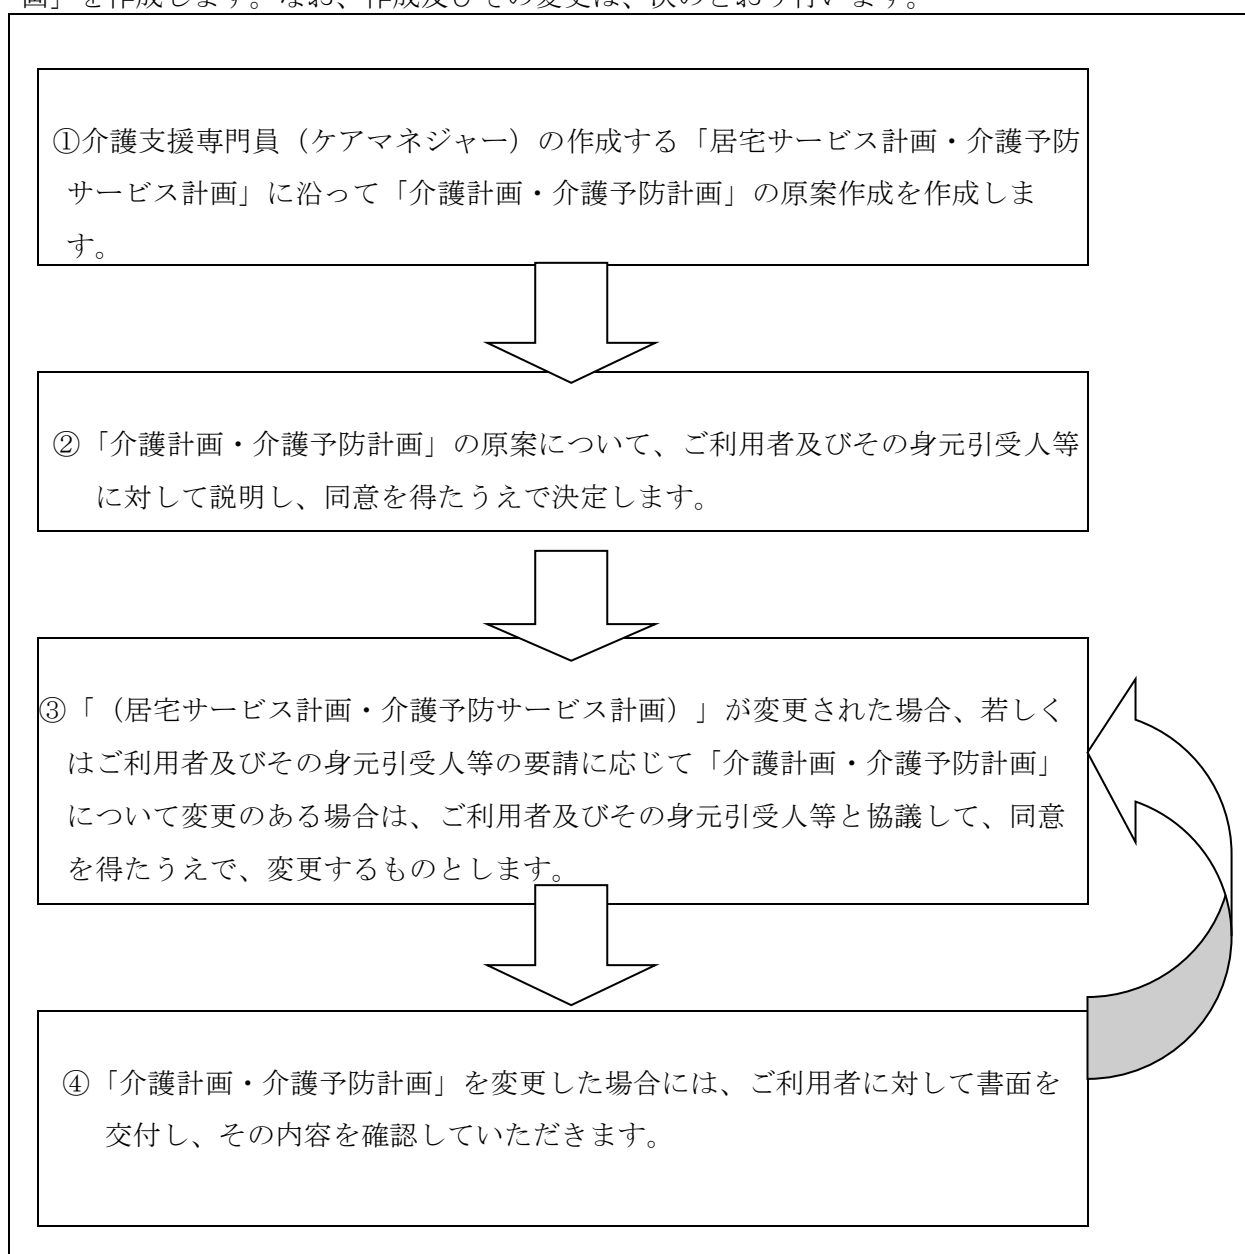 画」を作成します。なお、作成及びその変更は、次のとおり行います。
①介護支援専門員（ケアマネジャー）の作成する「居宅サービス計画・介護予防
サービス計画」に沿って「介護計画・介護予防計画」の原案作成を作成しま
す。
②「介護計画・介護予防計画」の原案について、ご利用者及びその身元引受人等
に対して説明し、同意を得たうえで決定します。
③「（居宅サービス計画・介護予防サービス計画）」が変更された場合、若しく
はご利用者及びその身元引受人等の要請に応じて「介護計画・介護予防計画」
について変更のある場合は、ご利用者及びその身元引受人等と協議して、同意
を得たうえで、変更するものとします。
④「介護計画・介護予防計画」を変更した場合には、ご利用者に対して書面を
交付し、その内容を確認していただきます。